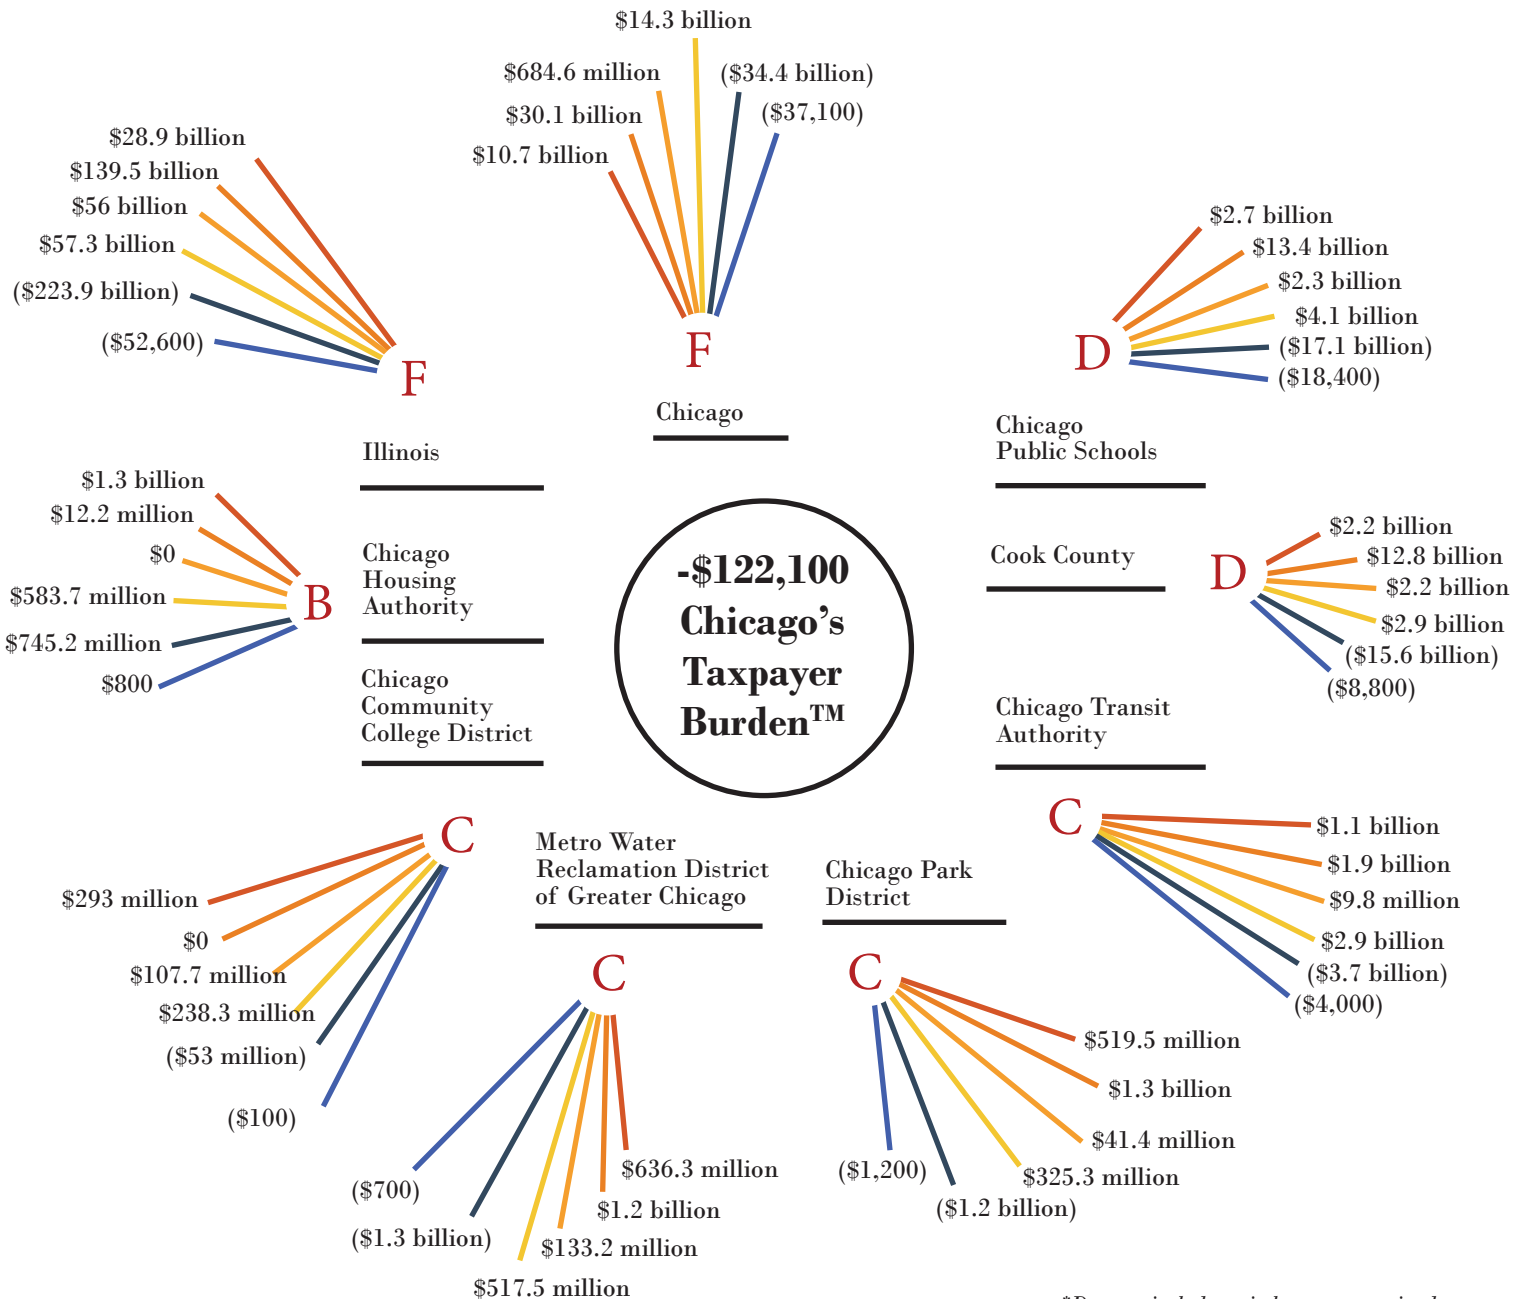 $14.3 billion
$684.6 million
($34.4 billion)
$30.1 billion
($37,100)
$10.7 billion
F
Chicago
$28.9 billion
$139.5 billion
$56 billion
$57.3 billion
($223.9 billion)
($52,600)
F
Illinois
$2.7 billion
$13.4 billion
$2.3 billion
$4.1 billion
($17.1 billion)
($18,400)
D
Chicago
Public Schools
$1.3 billion
$12.2 million
$0
$583.7 million
$745.2 million
$800
B
Chicago
Housing
Authority
-$122,100
Chicago's
Taxpayer
Burden™
Cook County
D
$2.2 billion
$12.8 billion
$2.2 billion
$2.9 billion
($15.6 billion)
($8,800)
Chicago
Community
College District
C
$293 million
$0
$107.7 million
$238.3 million
($53 million)
($100)
Chicago Transit
Authority
C
$1.1 billion
$1.9 billion
$9.8 million
$2.9 billion
($3.7 billion)
($4,000)
Metro Water
Reclamation District
of Greater Chicago
C
$636.3 million
$1.2 billion
$133.2 million
$517.5 million
($1.3 billion)
($700)
Chicago Park
District
C
$519.5 million
$1.3 billion
$41.4 million
$325.3 million
($1.2 billion)
($1,200)